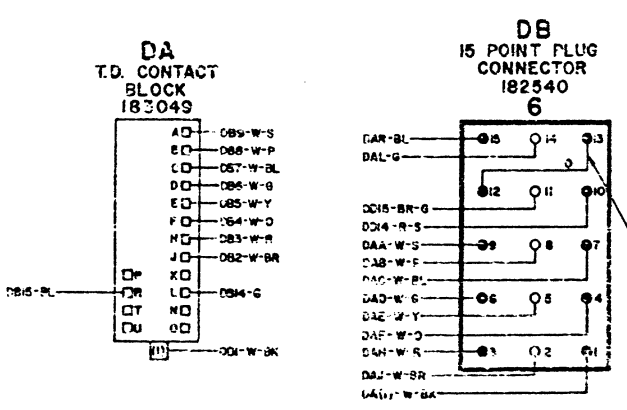 DA
T.D. CONTACT
BLOCK
183049
A DB9-W-S
B DB8-W-P
C DB7-W-BL
D DB6-W-G
E DB5-W-Y
F DB4-W-O
H DB3-W-R
J DB2-W-BR
P K
DB15-BL R L DB14-G
T N
U
DD1-W-BK
DB
15 POINT PLUG
CONNECTOR
182540
6
DAR-BL 15 14 13
DAL-G
12 11 10
DD15-BR-G
DD14-R-S
DAA-W-S 9 8 7
DAB-W-P
DAC-W-BL
DAD-W-G 6 5 4
DAE-W-Y
DAF-W-O
DAH-W-R 3 2 1
DAJ-W-BR